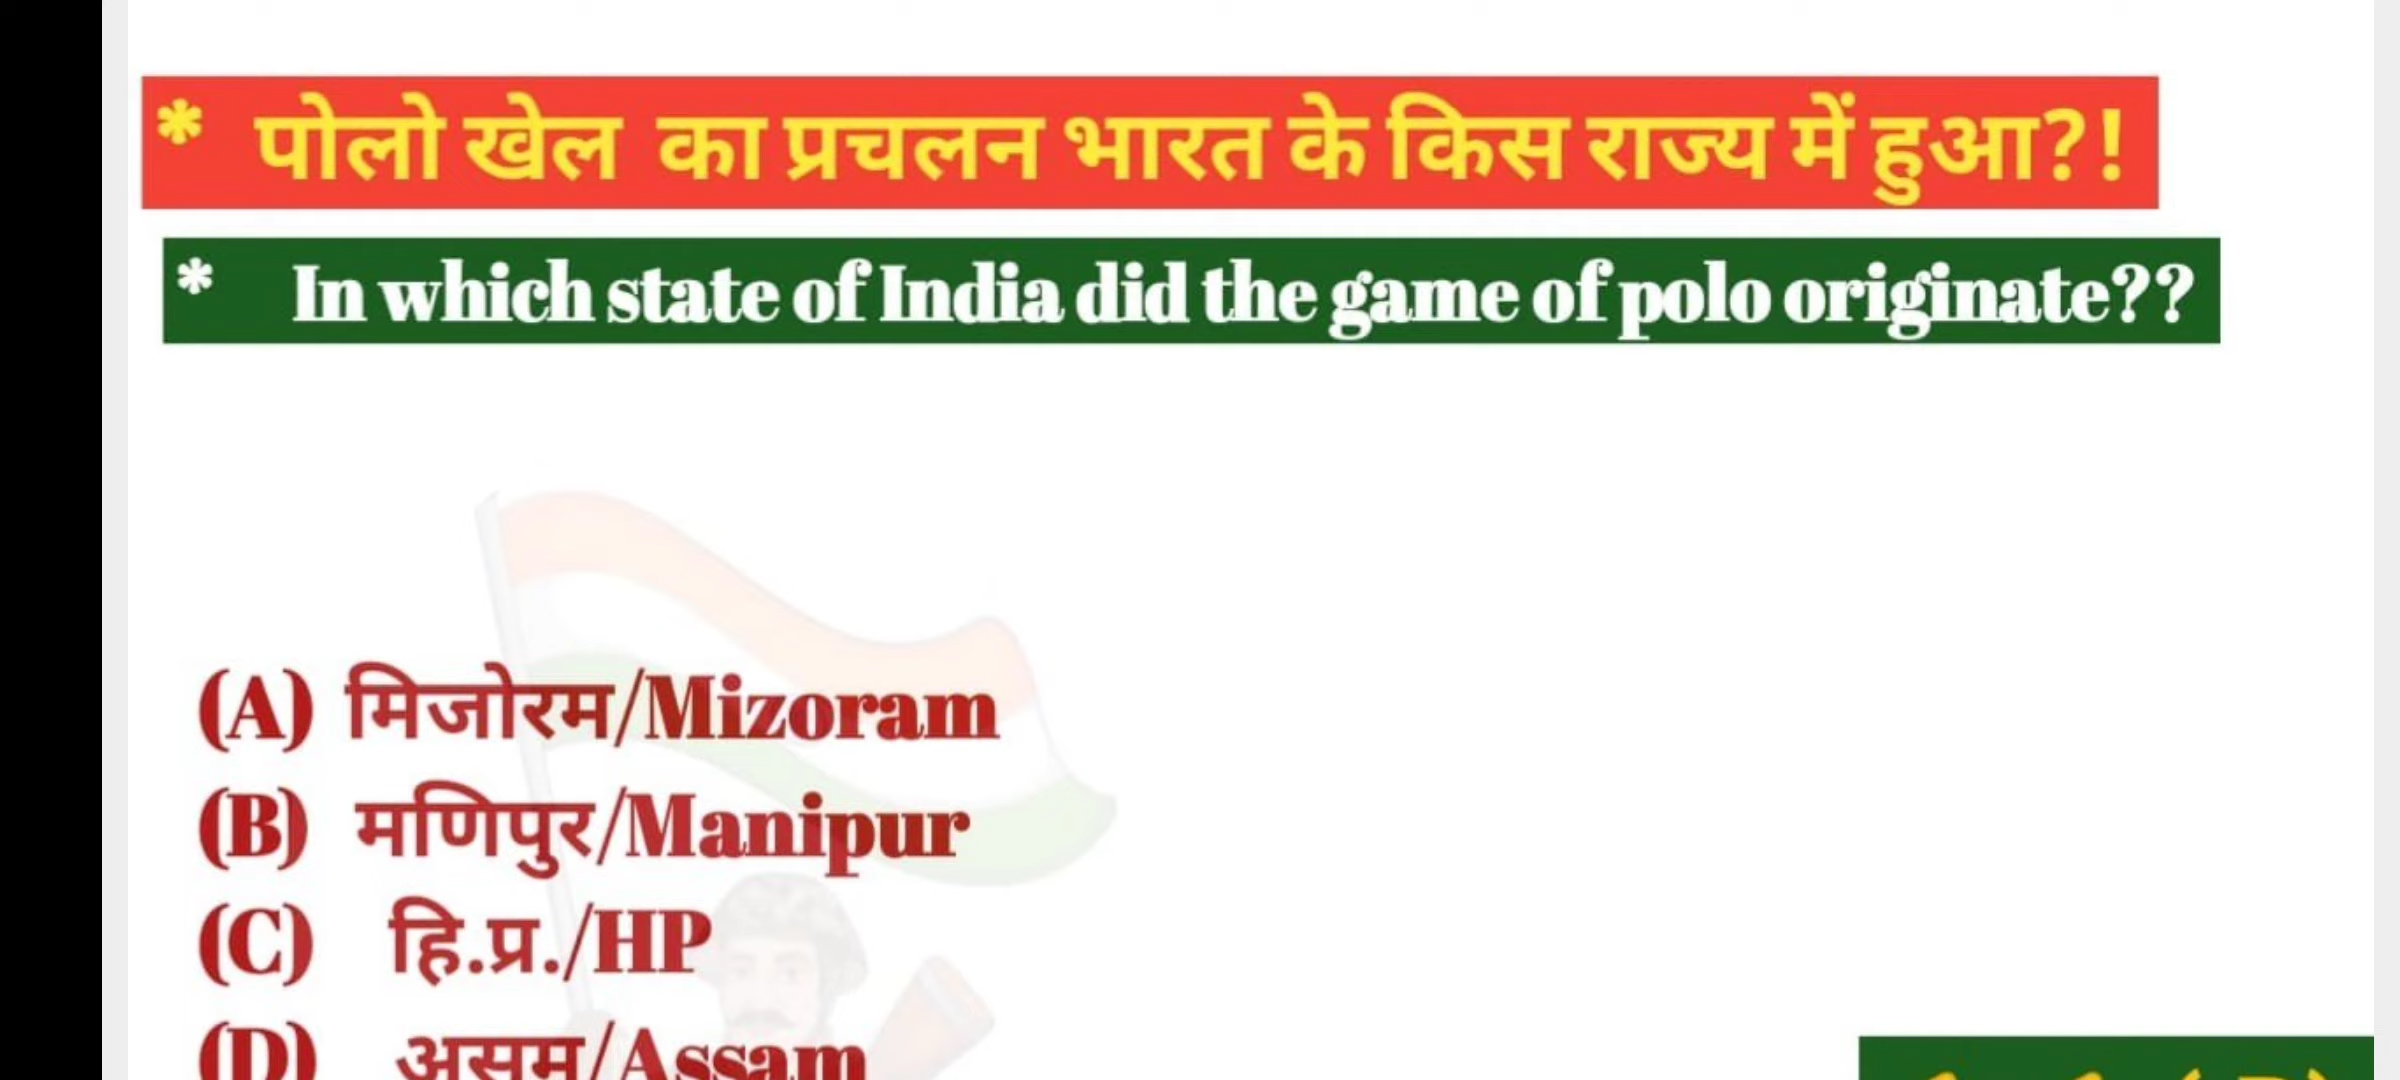 * पोलो खेल का प्रचलन भारत के किस राज्य में हुआ?!
* In which state of India did the game of polo originate??
(A) मिजोरम/Mizoram
(B) मणिपुर/Manipur
(C) हि.प्र./HP
(D) असम/Assam